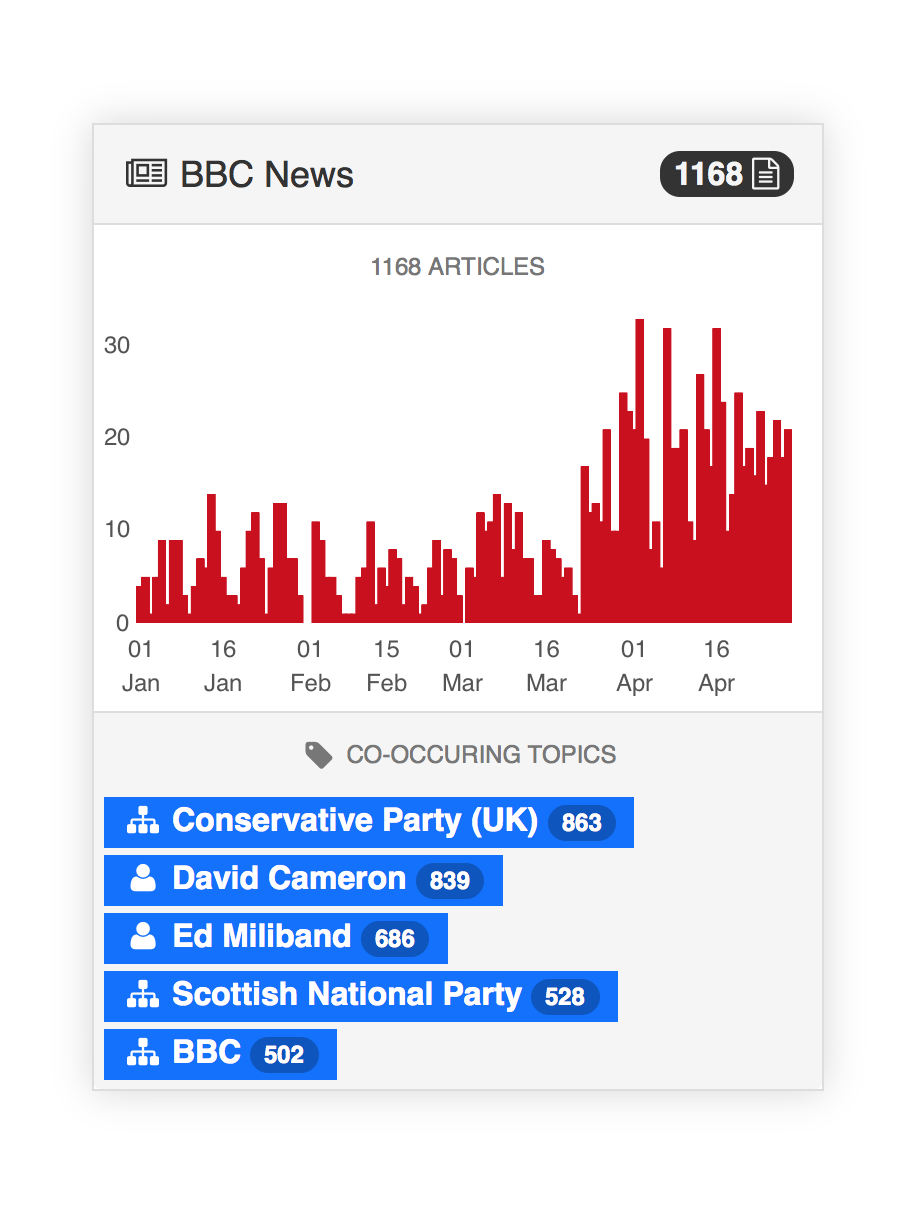 BBC News 1168
1168 ARTICLES
30
20
10
0
01 16 01 15 01 16 01 16
Jan Jan Feb Feb Mar Mar Apr Apr
CO-OCCURING TOPICS
Conservative Party (UK) 863
David Cameron 839
Ed Miliband 686
Scottish National Party 528
BBC 502